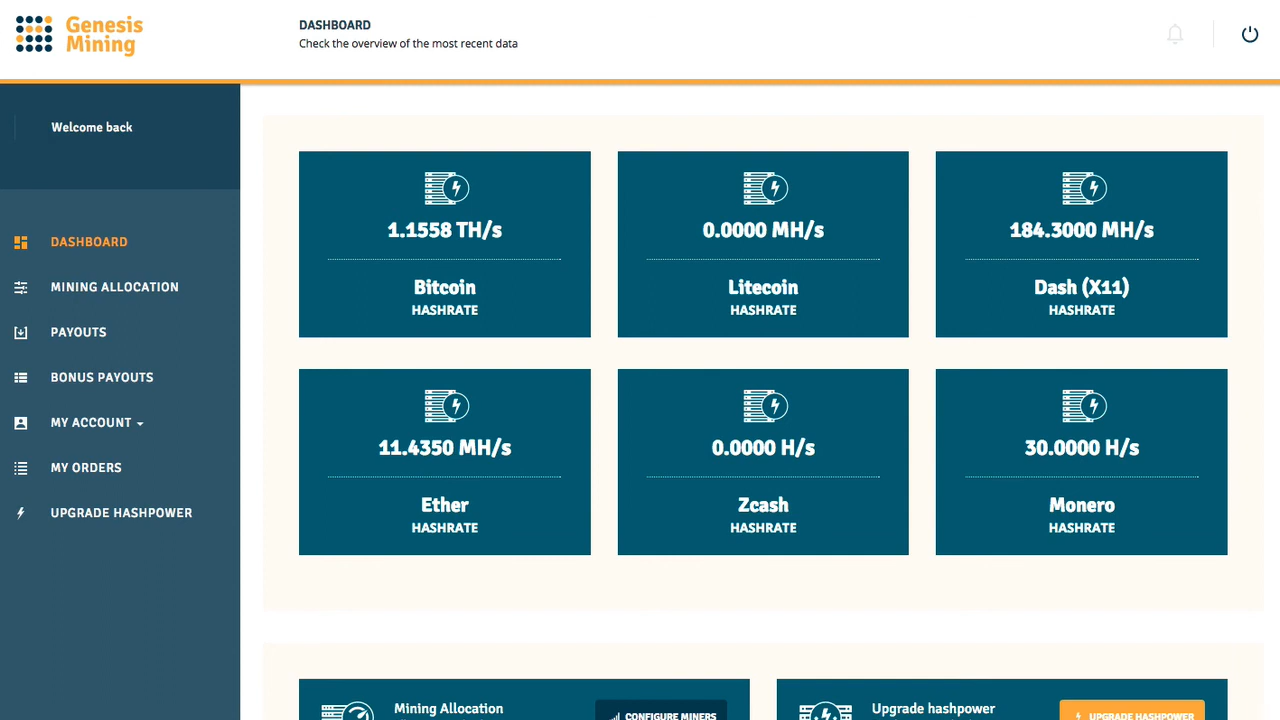 Genesis
Mining
DASHBOARD
Check the overview of the most recent data
Welcome back
DASHBOARD
MINING ALLOCATION
PAYOUTS
BONUS PAYOUTS
MY ACCOUNT
MY ORDERS
UPGRADE HASHPOWER
1.1558 TH/s
Bitcoin
HASHRATE
0.0000 MH/s
Litecoin
HASHRATE
184.3000 MH/s
Dash (X11)
HASHRATE
11.4350 MH/s
Ether
HASHRATE
0.0000 H/s
Zcash
HASHRATE
30.0000 H/s
Monero
HASHRATE
Mining Allocation
CONFIGURE MINERS
Upgrade hashpower
UPGRADE HASHPOWER